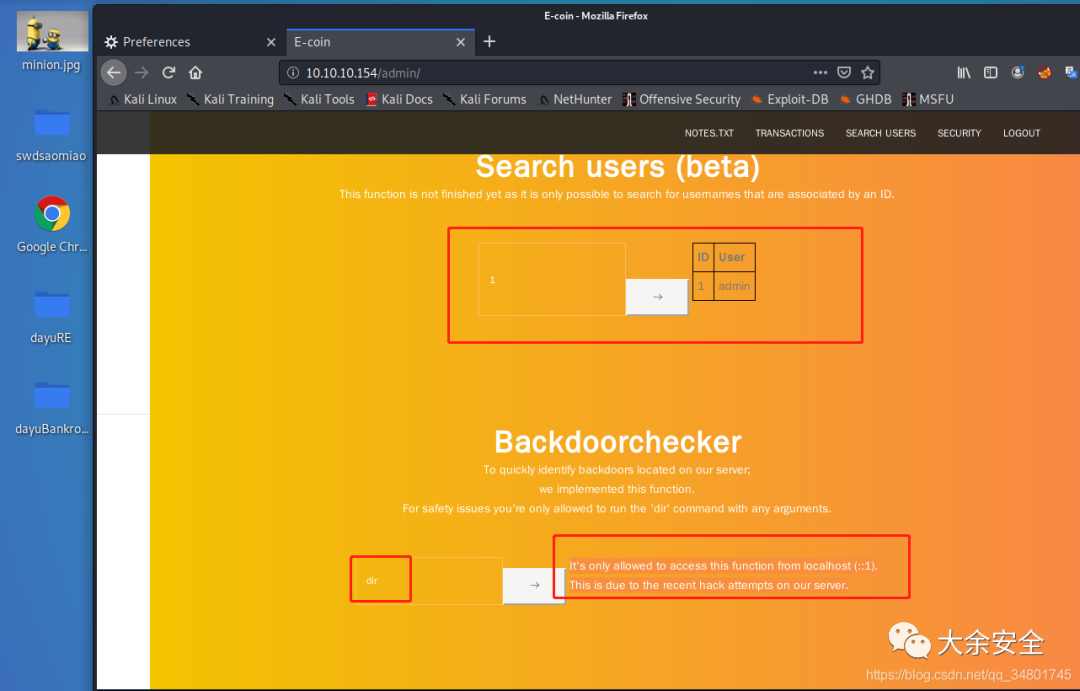 E-coin - Mozilla Firefox
minion.jpg
swdsaomiao
Google Chr...
dayuRE
dayuBankro...
Preferences
E-coin
10.10.10.154/admin/
Kali Linux Kali Training Kali Tools Kali Docs Kali Forums NetHunter Offensive Security Exploit-DB GHDB MSFU
NOTES.TXT TRANSACTIONS SEARCH USERS SECURITY LOGOUT
Search users (beta)
This function is not finished yet as it is only possible to search for usernames that are associated by an ID.
1
ID User
1 admin
Backdoorchecker
To quickly identify backdoors located on our server;
we implemented this function.
For safety issues you're only allowed to run the 'dir' command with any arguments.
dir
It's only allowed to access this function from localhost (::1).
This is due to the recent hack attempts on our server.
大余安全
https://blog.csdn.net/qq_34801745